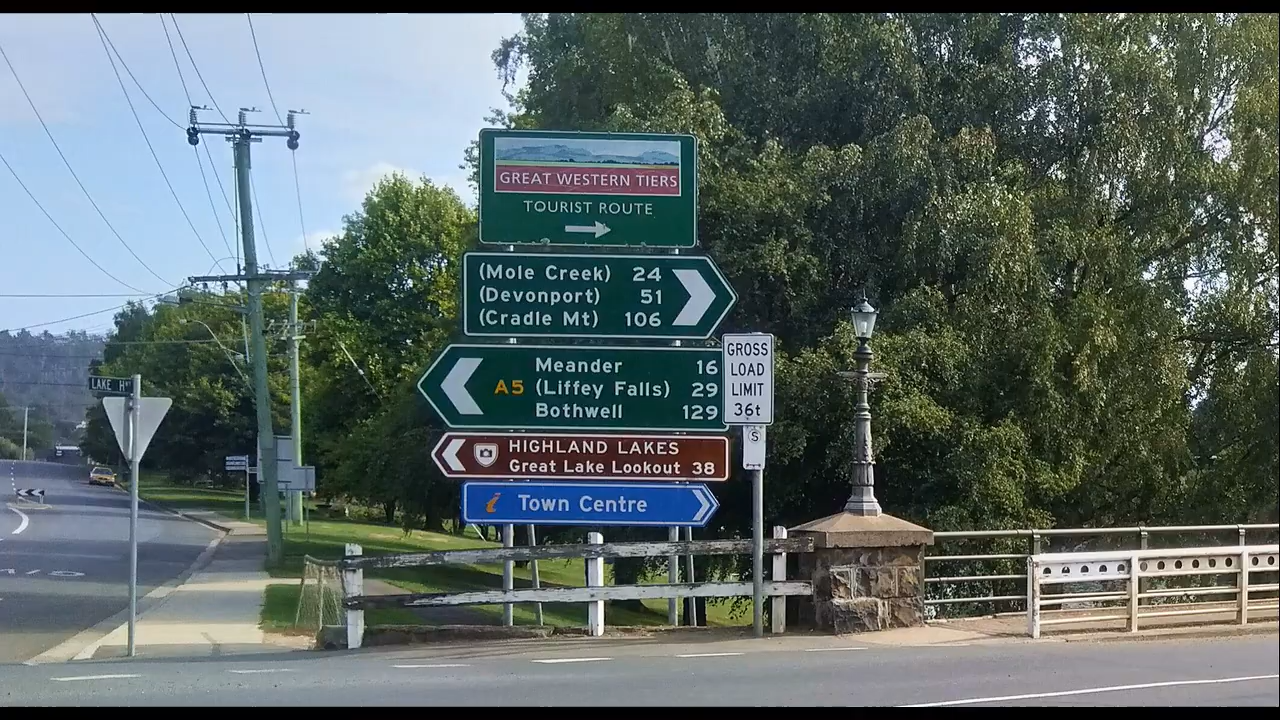 GREAT WESTERN TIERS
TOURIST ROUTE
(Mole Creek) 24
(Devonport) 51
(Cradle Mt) 106
Meander 16
A5 (Liffey Falls) 29
Bothwell 129
GROSS
LOAD
LIMIT
36t
S
HIGHLAND LAKES
Great Lake Lookout 38
i Town Centre
LAKE